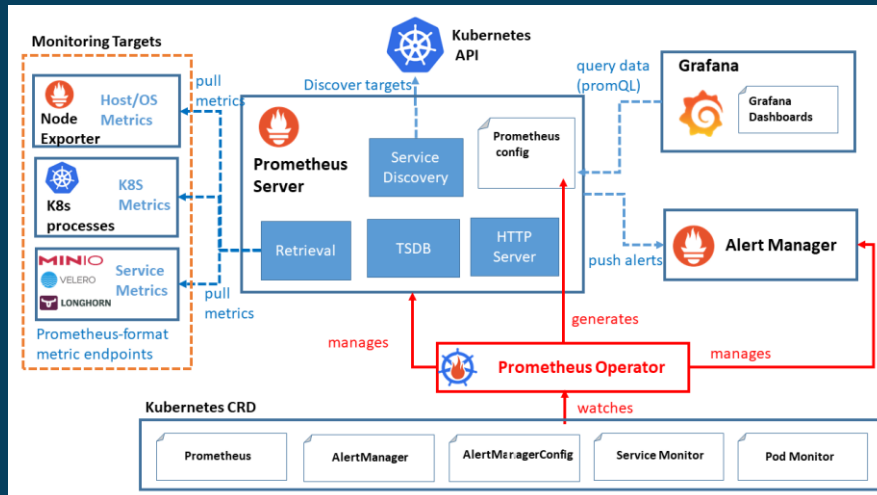 Monitoring Targets
Node
Exporter
Host/OS
Metrics
K8s
processes
K8S
Metrics
MINIO
VELERO
LONGHORN
Service
Metrics
Prometheus-format
metric endpoints
pull
metrics
pull
metrics
Kubernetes
API
Discover targets
Prometheus
Server
Service
Discovery
Prometheus
config
Retrieval
TSDB
HTTP
Server
query data
(promQL)
Grafana
Grafana
Dashboards
push alerts
Alert Manager
manages
generates
manages
Prometheus Operator
watches
Kubernetes CRD
Prometheus
AlertManager
AlertManagerConfig
Service Monitor
Pod Monitor